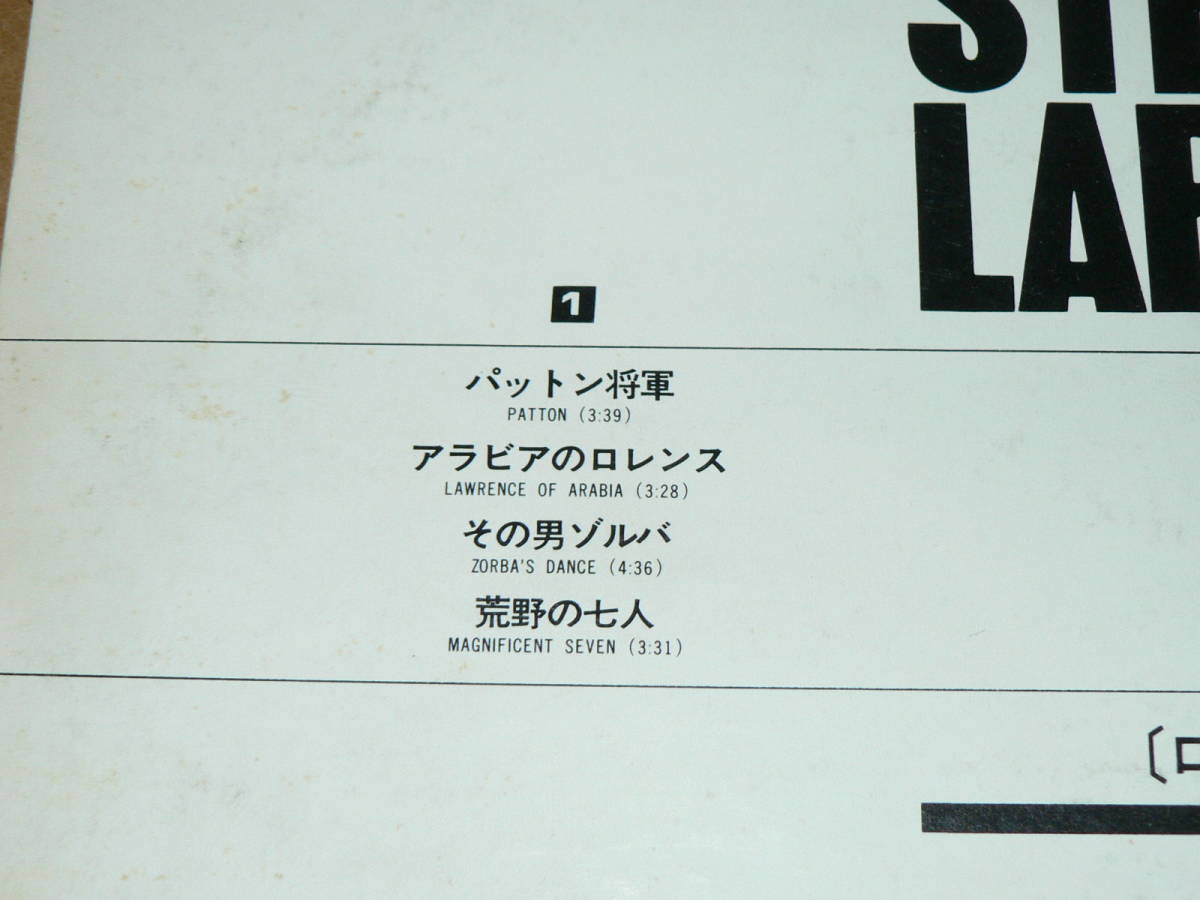 1
パットン将軍
PATTON (3:39)
アラビアのロレンス
LAWRENCE OF ARABIA (3:28)
その男ゾルバ
ZORBA'S DANCE (4:36)
荒野の七人
MAGNIFICENT SEVEN (3:31)